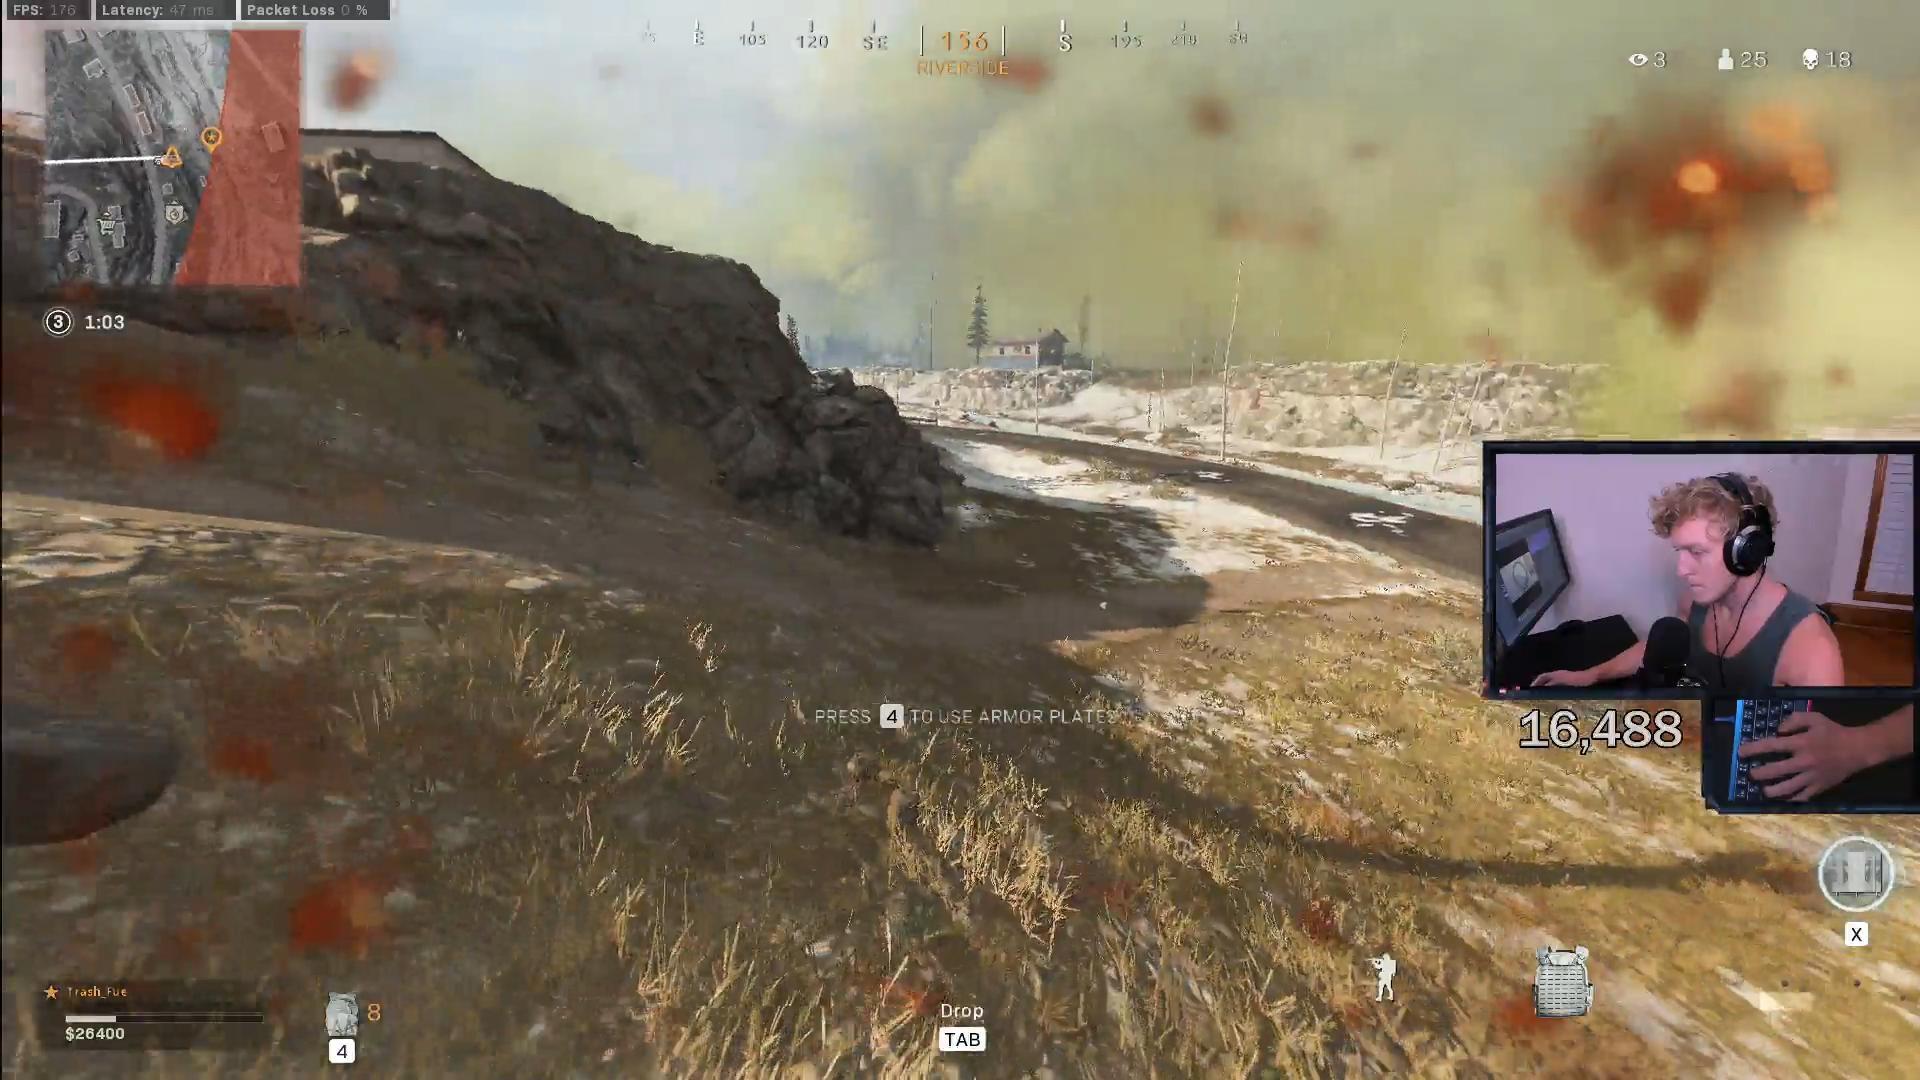 FPS: 176 Latency: 47 ms Packet Loss 0 %
E 105 120 SE 156 S 195 210
RIVERSIDE
3 25 18
3 1:03
PRESS 4 TO USE ARMOR PLATES
16,488
X
Trash_Fue
$26400
8
4
Drop
TAB